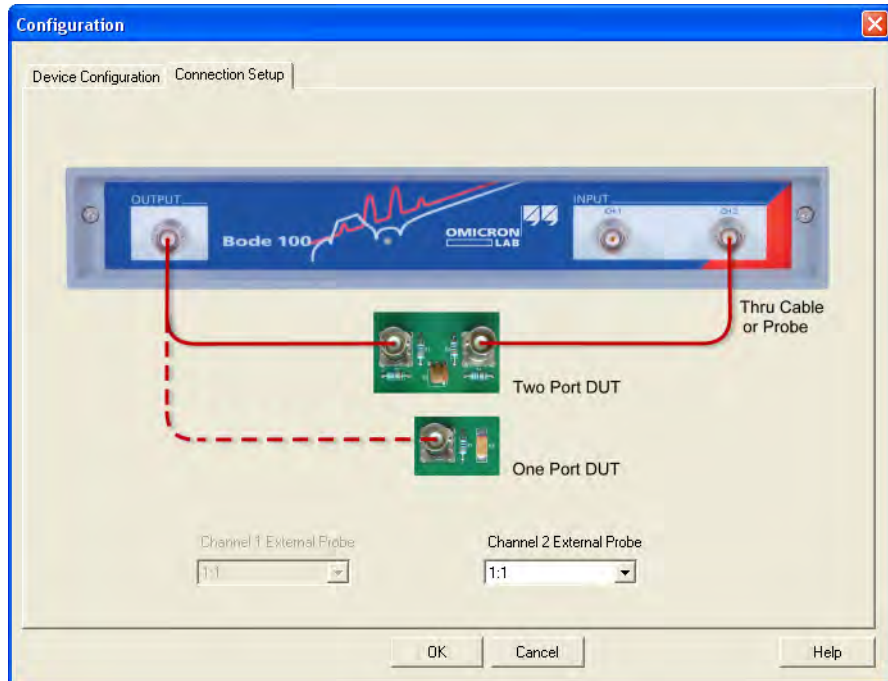 Configuration
Device Configuration
Connection Setup
OUTPUT
INPUT
CH 1
CH 2
Bode 100
OMICRON
LAB
Thru Cable
or Probe
Two Port DUT
One Port DUT
Channel 1 External Probe
Channel 2 External Probe
1:1
1:1
OK
Cancel
Help